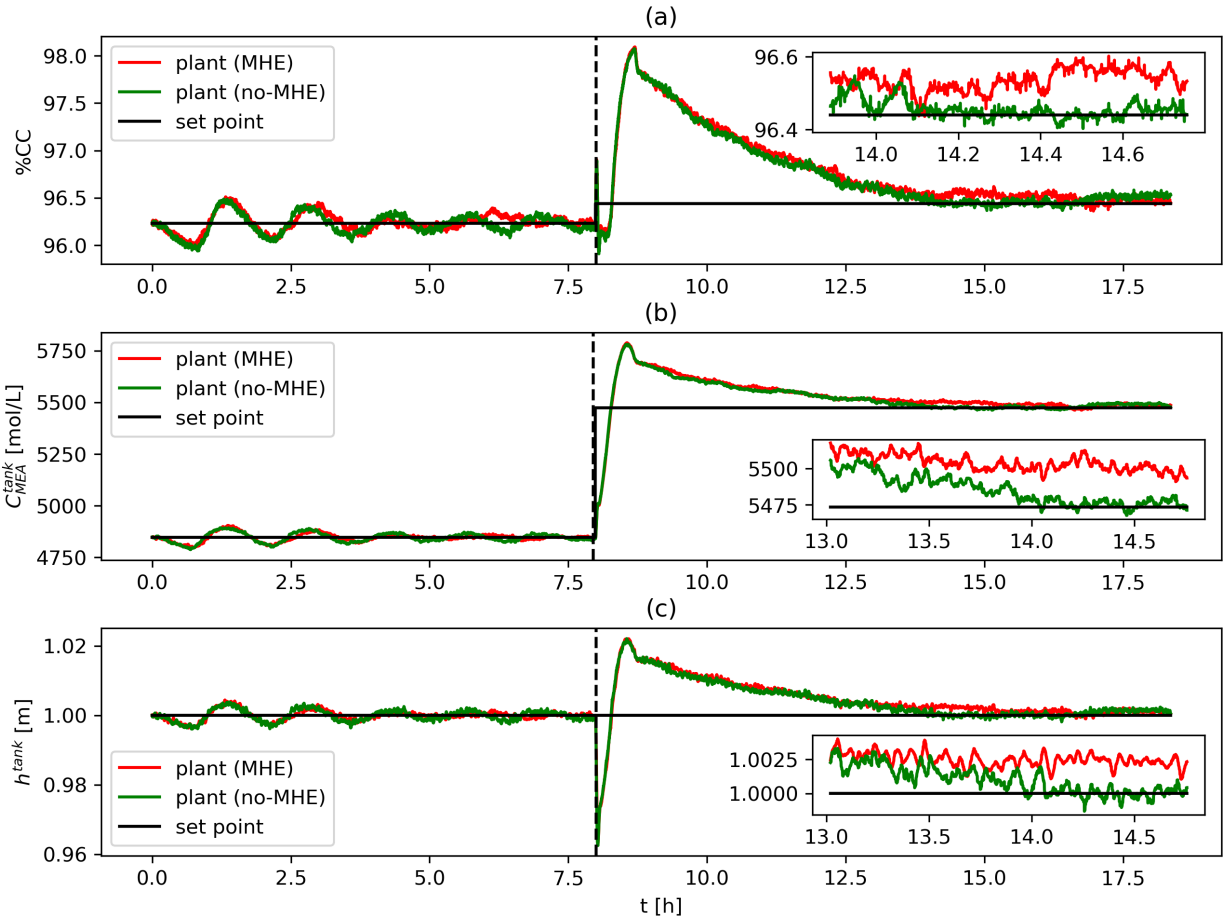 (a)
%CC
98.0
97.5
97.0
96.5
96.0
plant (MHE)
plant (no-MHE)
set point
96.6
96.4
14.0 14.2 14.4 14.6
0.0 2.5 5.0 7.5 10.0 12.5 15.0 17.5
(b)
C_{MEA}^{tank} [mol/L]
5750
5500
5250
5000
4750
plant (MHE)
plant (no-MHE)
set point
5500
5475
13.0 13.5 14.0 14.5
0.0 2.5 5.0 7.5 10.0 12.5 15.0 17.5
(c)
h^{tank} [m]
1.02
1.00
0.98
0.96
plant (MHE)
plant (no-MHE)
set point
1.0025
1.0000
13.0 13.5 14.0 14.5
0.0 2.5 5.0 7.5 10.0 12.5 15.0 17.5
t [h]